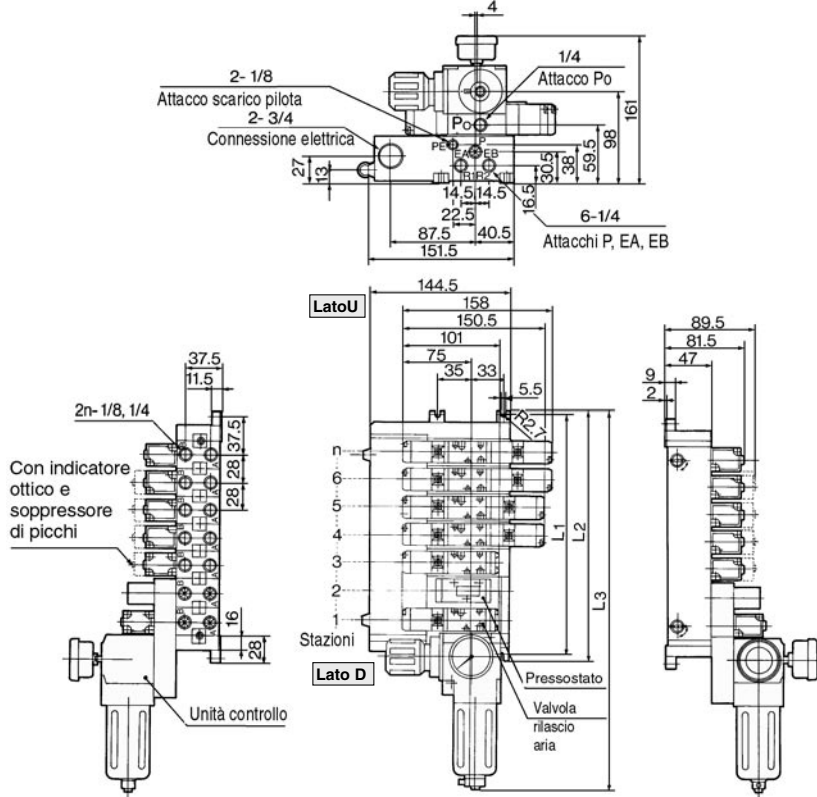 4
2- 1/8
Attacco scarico pilota
2- 3/4
Connessione elettrica
1/4
Attacco Po
Po
PE
P
EA
EB
R1
R2
27
13
161
98
59.5
38
30.5
16.5
14.5
14.5
22.5
87.5
40.5
151.5
6-1/4
Attacchi P, EA, EB
LatoU
144.5
158
150.5
101
75
35
33
5.5
R2.7
n
6
5
4
3
2
1
Stazioni
Lato D
L1
L2
L3
Pressostato
Valvola
rilascio
aria
37.5
11.5
2n- 1/8, 1/4
37.5
28
28
Con indicatore
ottico e
soppressore
di picchi
16
28
Unità controllo
89.5
81.5
47
9
2